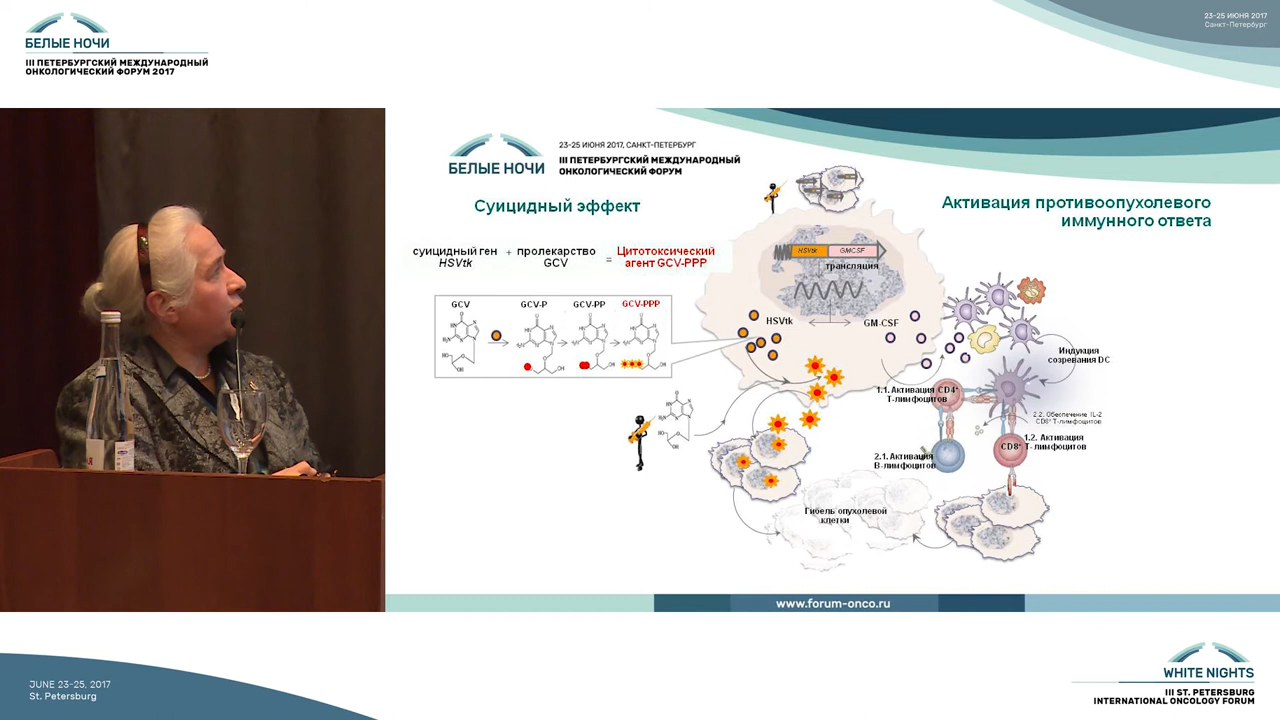 БЕЛЫЕ НОЧИ
III ПЕТЕРБУРГСКИЙ МЕЖДУНАРОДНЫЙ
ОНКОЛОГИЧЕСКИЙ ФОРУМ 2017
23-25 ИЮНЯ 2017
Санкт-Петербург
БЕЛЫЕ НОЧИ
23-25 ИЮНЯ 2017, САНКТ-ПЕТЕРБУРГ
III ПЕТЕРБУРГСКИЙ МЕЖДУНАРОДНЫЙ
ОНКОЛОГИЧЕСКИЙ ФОРУМ
Суицидный эффект
Активация противоопухолевого
иммунного ответа
суицидный ген + пролекарство = Цитотоксический
HSVtk GCV агент GCV-PPP
GCV GCV-P GCV-PP GCV-PPP
HSVtk GMCSF
трансляция
HSVtk GM-CSF
Индукция
созревания DC
1.1. Активация CD4+
Т-лимфоцитов
2.2. Обеспечение IL-2
CD8+ Т-лимфоцитов
1.2. Активация
CD8+ Т- лимфоцитов
2.1. Активация
В-лимфоцитов
Гибель опухолевой
клетки
www.forum-onco.ru
JUNE 23-25, 2017
St. Petersburg
WHITE NIGHTS
III ST. PETERSBURG
INTERNATIONAL ONCOLOGY FORUM